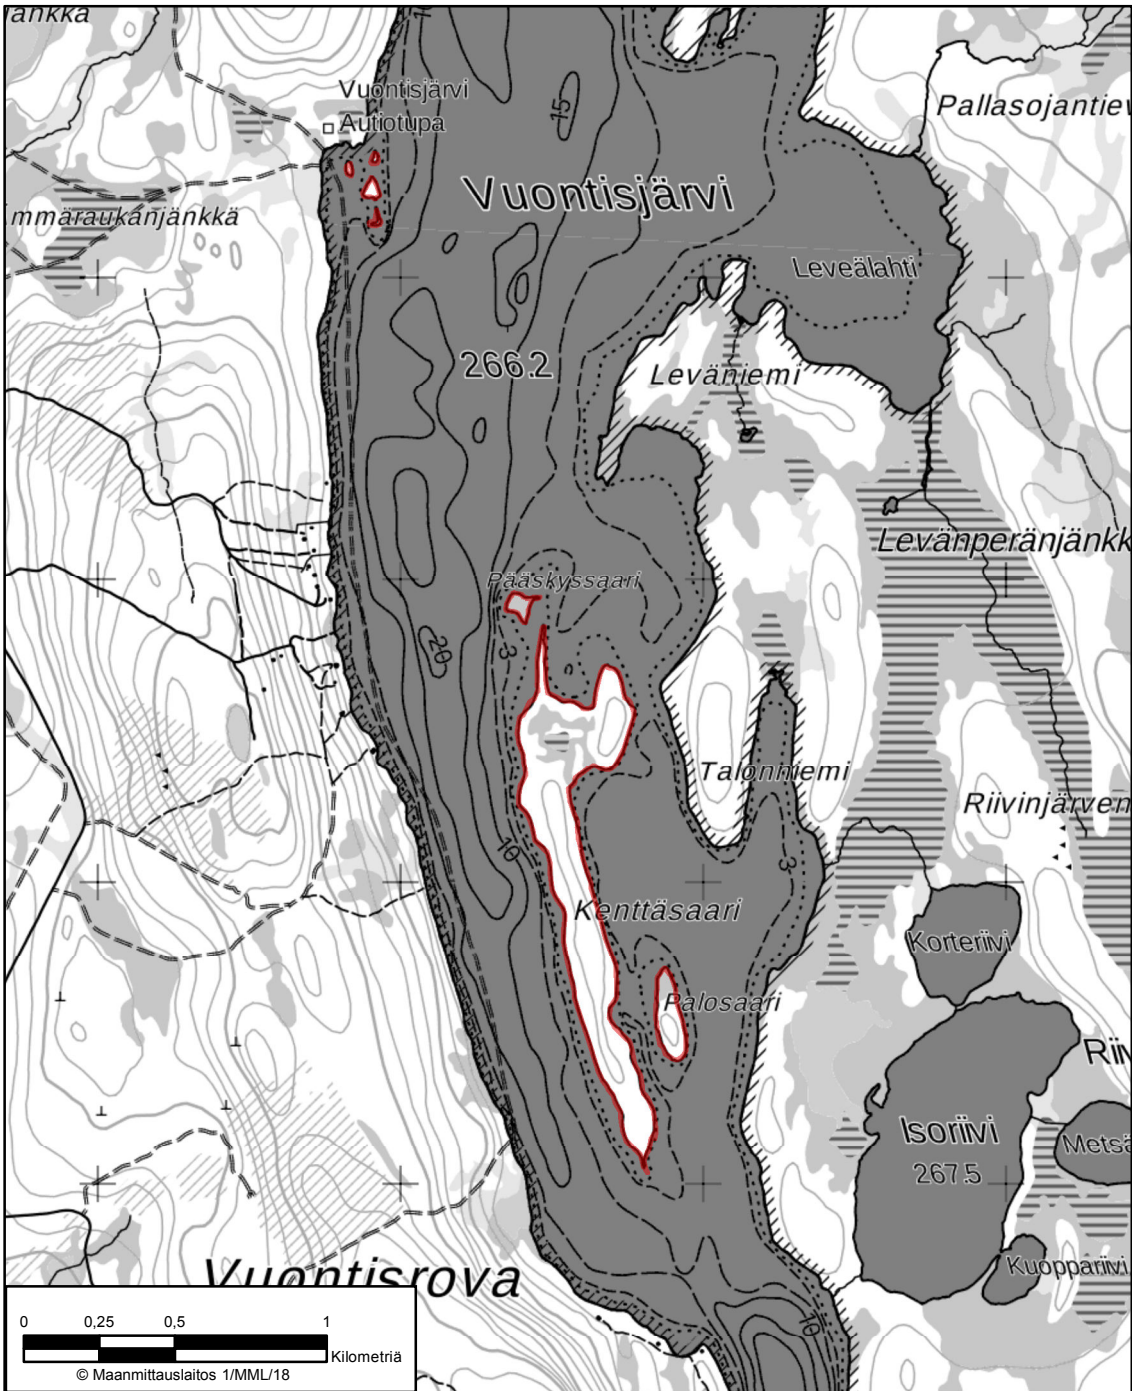 änkkä
Vuontisjärvi
Autiotupa
15
Pallasojantiev
Vuontisjärvi
mmäraukanjänkkä
Leveälahti
266.2
Leväniemi
Levänperänjänkk
Pääskyssaari
3
20
Talonniemi
Riivinjärven
10
3
Kenttäsaari
Korteriivi
Palosaari
Riiv
Isoriivi
267.5
Metsä
Vuontisrova
Kuoppariivi
10
0 0,25 0,5 1
Kilometriä
© Maanmittauslaitos 1/MML/18